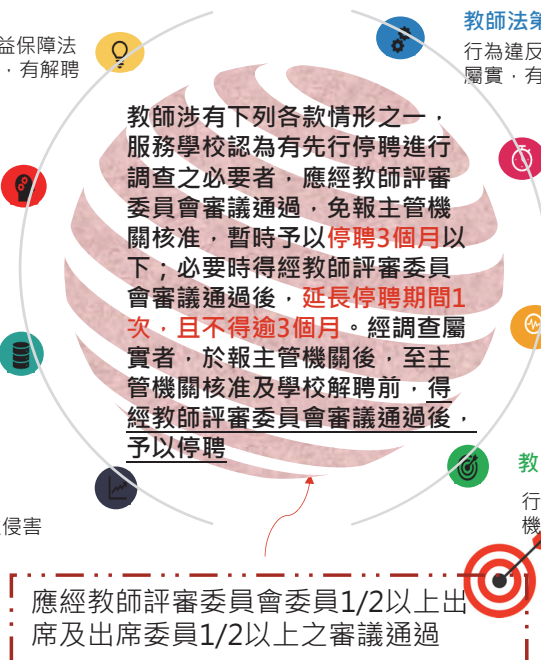 教師法第
益保障法
，有解聘
行為違反
屬實，有
教師涉有下列各款情形之一，
服務學校認為有先行停聘進行
調查之必要者，應經教師評審
委員會審議通過，免報主管機
關核准，暫時予以停聘3個月以
下；必要時得經教師評審委員
會審議通過後，延長停聘期間1
次，且不得逾3個月。經調查屬
實者，於報主管機關後，至主
管機關核准及學校解聘前，得
經教師評審委員會審議通過後，
予以停聘
教
行
機
侵害
應經教師評審委員會委員1/2以上出
席及出席委員1/2以上之審議通過